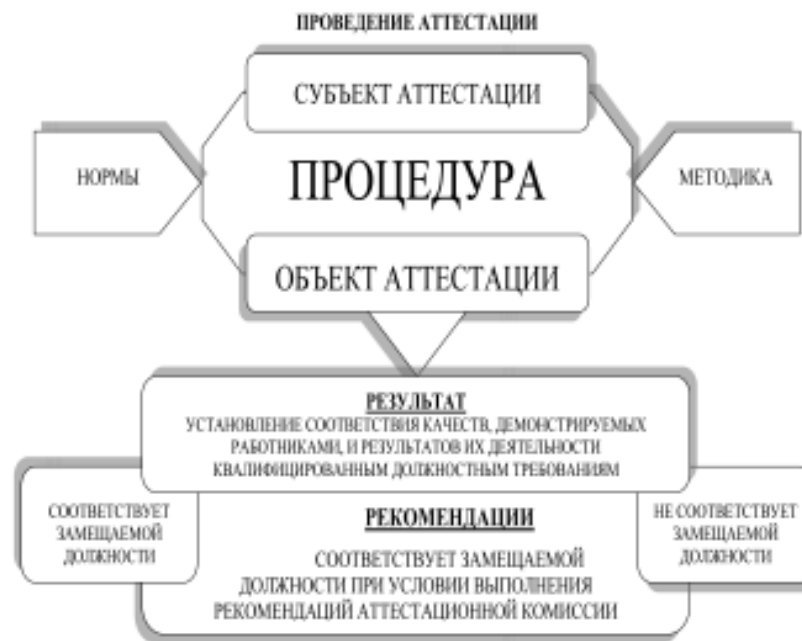 ПРОВЕДЕНИЕ АТТЕСТАЦИИ
СУБЪЕКТ АТТЕСТАЦИИ
НОРМЫ
ПРОЦЕДУРА
МЕТОДИКА
ОБЪЕКТ АТТЕСТАЦИИ
РЕЗУЛЬТАТ
УСТАНОВЛЕНИЕ СООТВЕТСТВИЯ КАЧЕСТВ, ДЕМОНСТРИРУЕМЫХ
РАБОТНИКАМИ, И РЕЗУЛЬТАТОВ ИХ ДЕЯТЕЛЬНОСТИ
КВАЛИФИЦИРОВАННЫМ ДОЛЖНОСТНЫМ ТРЕБОВАНИЯМ
СООТВЕТСТВУЕТ
ЗАМЕЩАЕМОЙ
ДОЛЖНОСТИ
РЕКОМЕНДАЦИИ
СООТВЕТСТВУЕТ ЗАМЕЩАЕМОЙ
ДОЛЖНОСТИ ПРИ УСЛОВИИ ВЫПОЛНЕНИЯ
РЕКОМЕНДАЦИЙ АТТЕСТАЦИОННОЙ КОМИССИИ
НЕ СООТВЕТСТВУЕТ
ЗАМЕЩАЕМОЙ
ДОЛЖНОСТИ